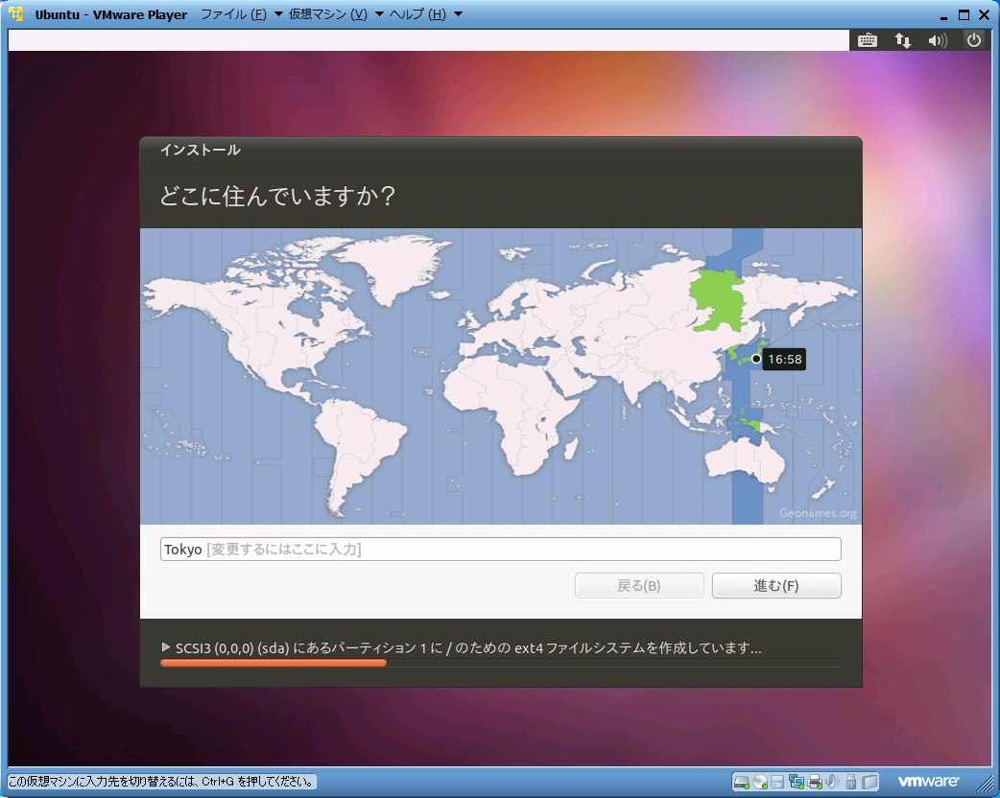 Ubuntu - VMware Player ファイル (F) 仮想マシン (V) ヘルプ (H)
インストール
どこに住んでいますか?
16:58
Geonames.org
Tokyo [変更するにはここに入力]
戻る(B) 進む(F)
SCSI3 (0,0,0) (sda) にあるパーティション 1 に / のための ext4 ファイルシステムを作成しています...
この仮想マシンに入力先を切り替えるには、Ctrl+G を押してください。
vmware